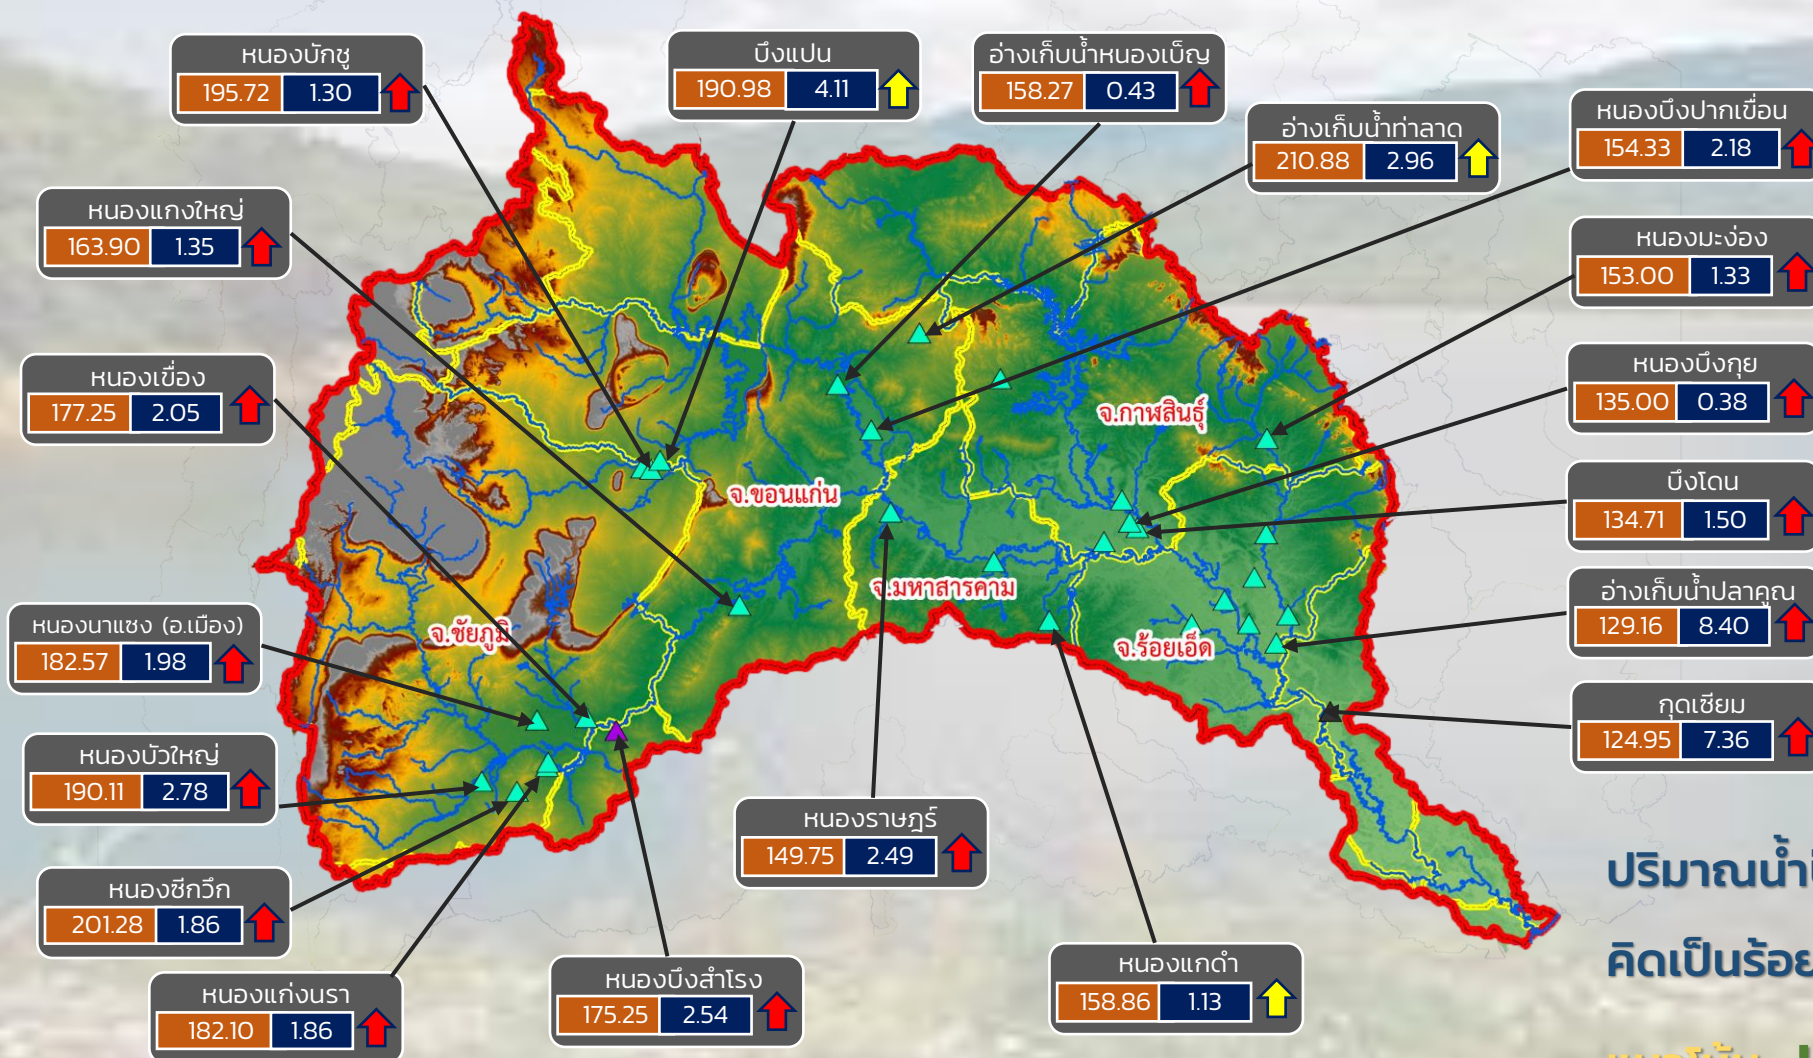 หนองบักชู
195.72 1.30
บึงแปน
190.98 4.11
อ่างเก็บน้ำหนองเบ็ญ
158.27 0.43
อ่างเก็บน้ำท่าลาด
210.88 2.96
หนองบึงปากเขื่อน
154.33 2.18
หนองแกงใหญ่
163.90 1.35
หนองมะง่อง
153.00 1.33
หนองเขื่อง
177.25 2.05
หนองบึงกุย
135.00 0.38
จ.กาฬสินธุ์
จ.ขอนแก่น
บึงโดน
134.71 1.50
จ.มหาสารคาม
อ่างเก็บน้ำปลาคูณ
129.16 8.40
หนองนาแซง (อ.เมือง)
182.57 1.98
จ.ชัยภูมิ
จ.ร้อยเอ็ด
กุดเซียม
124.95 7.36
หนองบัวใหญ่
190.11 2.78
หนองราษฎร์
149.75 2.49
หนองซีกวึก
201.28 1.86
ปริมาณน้ำ
คิดเป็นร้อย
หนองแก่งนรา
182.10 1.86
หนองบึงสำโรง
175.25 2.54
หนองแกดำ
158.86 1.13